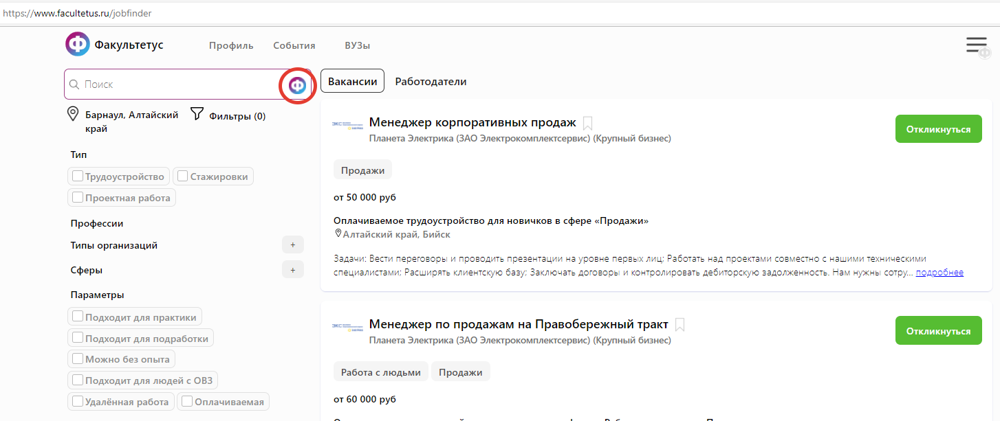 https://www.facultetus.ru/jobfinder
Факультетус
Профиль
События
ВУЗы
Поиск
Вакансии
Работодатели
Барнаул, Алтайский
край
Фильтры (0)
Тип
Трудоустройство
Стажировки
Проектная работа
Профессии
Типы организаций
+
Сферы
+
Параметры
Подходит для практики
Подходит для подработки
Можно без опыта
Подходит для людей с ОВЗ
Удалённая работа
Оплачиваемая
Менеджер корпоративных продаж
Откликнуться
Планета Электрика (ЗАО Электрокомплектсервис) (Крупный бизнес)
Продажи
от 50 000 руб
Оплачиваемое трудоустройство для новичков в сфере «Продажи»
Алтайский край, Бийск
Задачи: Вести переговоры и проводить презентации на уровне первых лиц; Работать над проектами совместно с нашими техническими
специалистами; Расширять клиентскую базу; Заключать договоры и контролировать дебиторскую задолженность. Нам нужны сотру... подробнее
Менеджер по продажам на Правобережный тракт
Откликнуться
Планета Электрика (ЗАО Электрокомплектсервис) (Крупный бизнес)
Работа с людьми
Продажи
от 60 000 руб